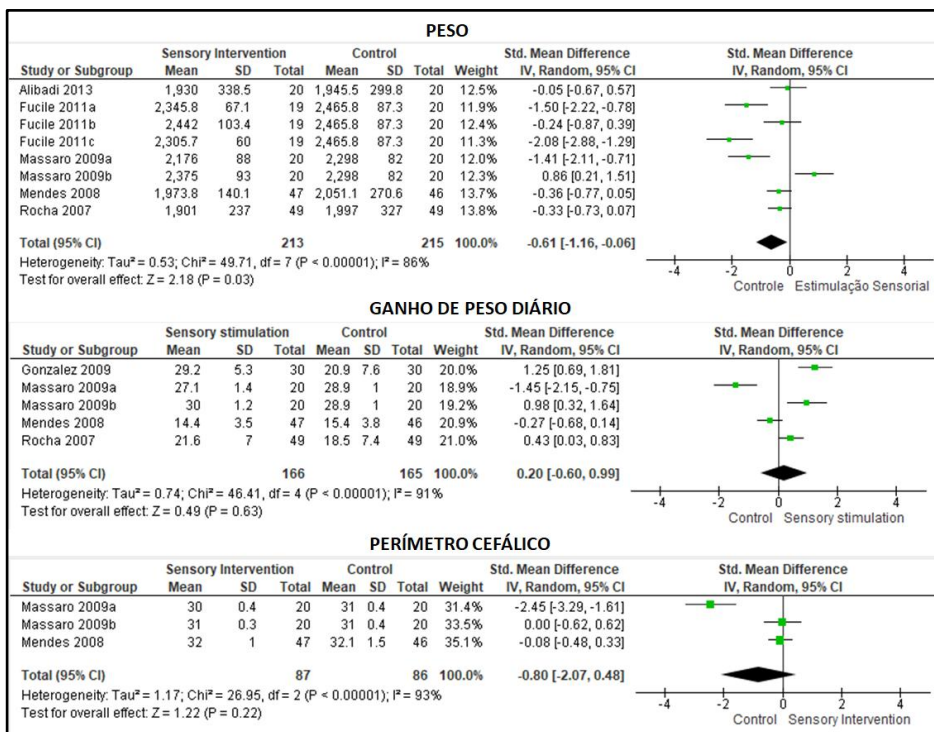 PESO
Sensory Intervention Control Std. Mean Difference Std. Mean Difference
Study or Subgroup Mean SD Total Mean SD Total Weight IV, Random, 95% CI IV, Random, 95% CI
Alibadi 2013 1,930 338.5 20 1,945.5 299.8 20 12.5% -0.05 [-0.67, 0.57]
Fucile 2011a 2,345.8 67.1 19 2,465.8 87.3 20 11.9% -1.50 [-2.22, -0.78]
Fucile 2011b 2,442 103.4 19 2,465.8 87.3 20 12.4% -0.24 [-0.87, 0.39]
Fucile 2011c 2,305.7 60 19 2,465.8 87.3 20 11.4% -2.08 [-2.88, -1.29]
Massaro 2009a 2,176 88 20 2,298 82 20 12.0% -1.41 [-2.11, -0.71]
Massaro 2009b 2,375 93 20 2,298 82 20 12.3% 0.86 [0.21, 1.51]
Mendes 2008 1,973.8 140.1 47 2,051.1 270.6 46 13.7% -0.36 [-0.77, 0.05]
Rocha 2007 1,901 237 49 1,997 327 49 13.8% -0.33 [-0.73, 0.07]
Total (95% CI) 213 215 100.0% -0.61 [-1.16, -0.06]
Heterogeneity: Tau² = 0.53; Chi² = 49.71, df = 7 (P < 0.00001); I² = 86%
Test for overall effect: Z = 2.18 (P = 0.03)
-4 -2 0 2 4
Controle Estimulação Sensorial
GANHO DE PESO DIÁRIO
Sensory stimulation Control Std. Mean Difference Std. Mean Difference
Study or Subgroup Mean SD Total Mean SD Total Weight IV, Random, 95% CI IV, Random, 95% CI
Gonzalez 2009 29.2 5.3 30 20.9 7.6 30 20.0% 1.25 [0.69, 1.81]
Massaro 2009a 27.1 1.4 20 28.9 1 20 18.9% -1.45 [-2.15, -0.75]
Massaro 2009b 30 1.2 20 28.9 1 20 19.2% 0.98 [0.32, 1.64]
Mendes 2008 14.4 3.5 47 15.4 3.8 46 20.9% -0.27 [-0.68, 0.14]
Rocha 2007 21.6 7 49 18.5 7.4 49 21.0% 0.43 [0.03, 0.83]
Total (95% CI) 166 165 100.0% 0.20 [-0.60, 0.99]
Heterogeneity: Tau² = 0.74; Chi² = 46.41, df = 4 (P < 0.00001); I² = 91%
Test for overall effect: Z = 0.49 (P = 0.63)
-4 -2 0 2 4
Control Sensory stimulation
PERÍMETRO CEFÁLICO
Sensory Intervention Control Std. Mean Difference Std. Mean Difference
Study or Subgroup Mean SD Total Mean SD Total Weight IV, Random, 95% CI IV, Random, 95% CI
Massaro 2009a 30 0.4 20 31 0.4 20 31.4% -2.45 [-3.29, -1.61]
Massaro 2009b 31 0.3 20 31 0.4 20 33.5% 0.00 [-0.62, 0.62]
Mendes 2008 32 1 47 32.1 1.5 46 35.1% -0.08 [-0.48, 0.33]
Total (95% CI) 87 86 100.0% -0.80 [-2.07, 0.48]
Heterogeneity: Tau² = 1.17; Chi² = 26.95, df = 2 (P < 0.00001); I² = 93%
Test for overall effect: Z = 1.22 (P = 0.22)
-4 -2 0 2 4
Control Sensory Intervention